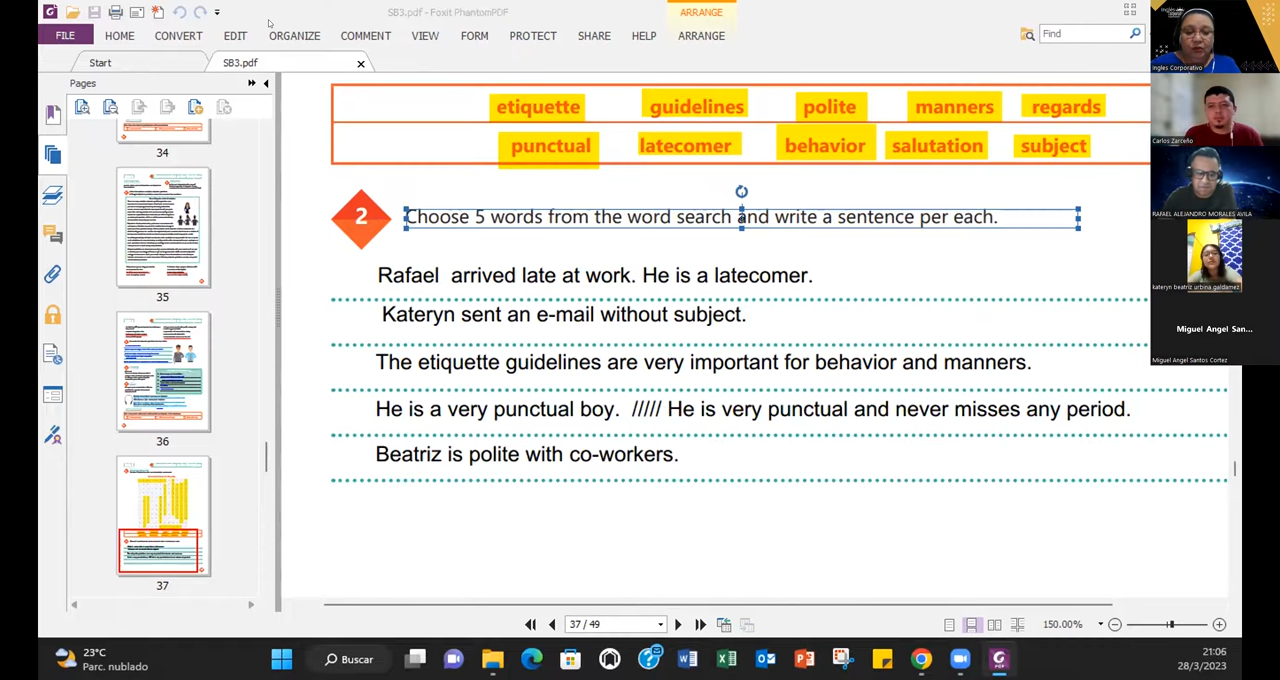 SB3.pdf - Foxit PhantomPDF
ARRANGE
FILE HOME CONVERT EDIT ORGANIZE COMMENT VIEW FORM PROTECT SHARE HELP ARRANGE
Find
Start SB3.pdf
Pages
34
35
36
37
etiquette guidelines polite manners regards
punctual latecomer behavior salutation subject
2 Choose 5 words from the word search and write a sentence per each.
Rafael arrived late at work. He is a latecomer.
Kateryn sent an e-mail without subject.
The etiquette guidelines are very important for behavior and manners.
He is a very punctual boy. ///// He is very punctual and never misses any period.
Beatriz is polite with co-workers.
Ingles Corporativo
Carlos Zarceño
RAFAEL ALEJANDRO MORALES AVILA
kateryn beatriz urbina galdamez
Miguel Angel San...
Miguel Angel Santos Cortez
37 / 49
150.00%
23°C
Parc. nublado
Buscar
21:06
28/3/2023